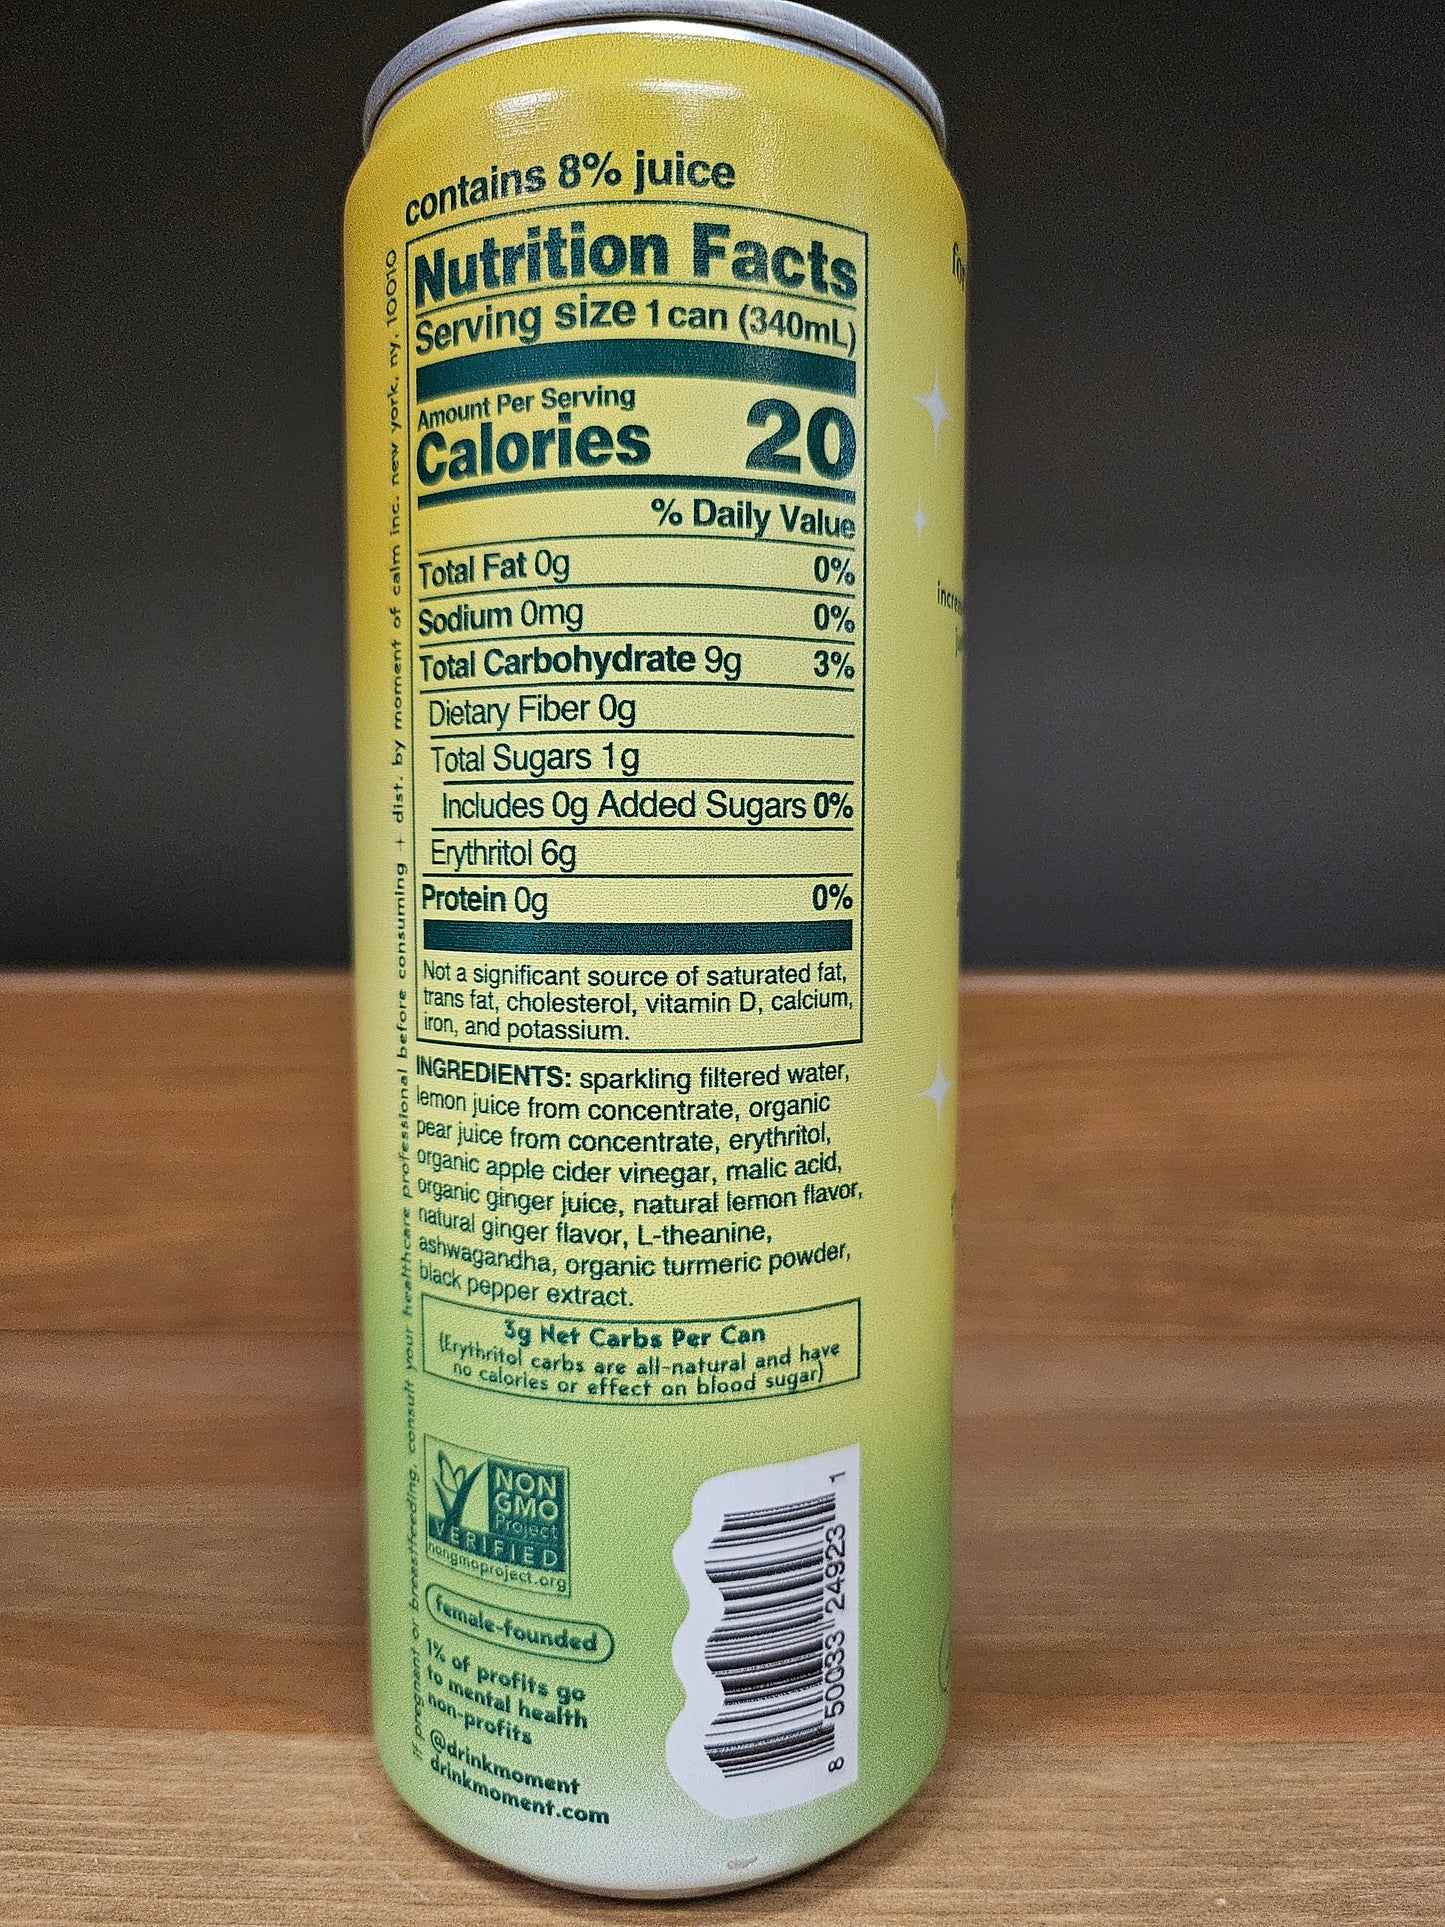 contains 8% juice
Nutrition Facts
Serving size 1 can (340mL)
Amount Per Serving
Calories 20
% Daily Value
Total Fat 0g 0%
Sodium 0mg 0%
Total Carbohydrate 9g 3%
Dietary Fiber 0g
Total Sugars 1g
Includes 0g Added Sugars 0%
Erythritol 6g
Protein 0g 0%
Not a significant source of saturated fat,
trans fat, cholesterol, vitamin D, calcium,
iron, and potassium.
INGREDIENTS: sparkling filtered water,
lemon juice from concentrate, organic
pear juice from concentrate, erythritol,
organic apple cider vinegar, malic acid,
organic ginger juice, natural lemon flavor,
natural ginger flavor, L-theanine,
ashwagandha, organic turmeric powder,
black pepper extract.
3g Net Carbs Per Can
(Erythritol carbs are all-natural and have
no calories or effect on blood sugar)
NON
GMO
Project
VERIFIED
nongmoproject.org
female-founded
1% of profits go
to mental health
non-profits
@drinkmoment
drinkmoment.com
8 50033 24923 1
if pregnant or breastfeeding, consult your healthcare professional before consuming + dist. by moment of calm inc. new york, ny, 10010